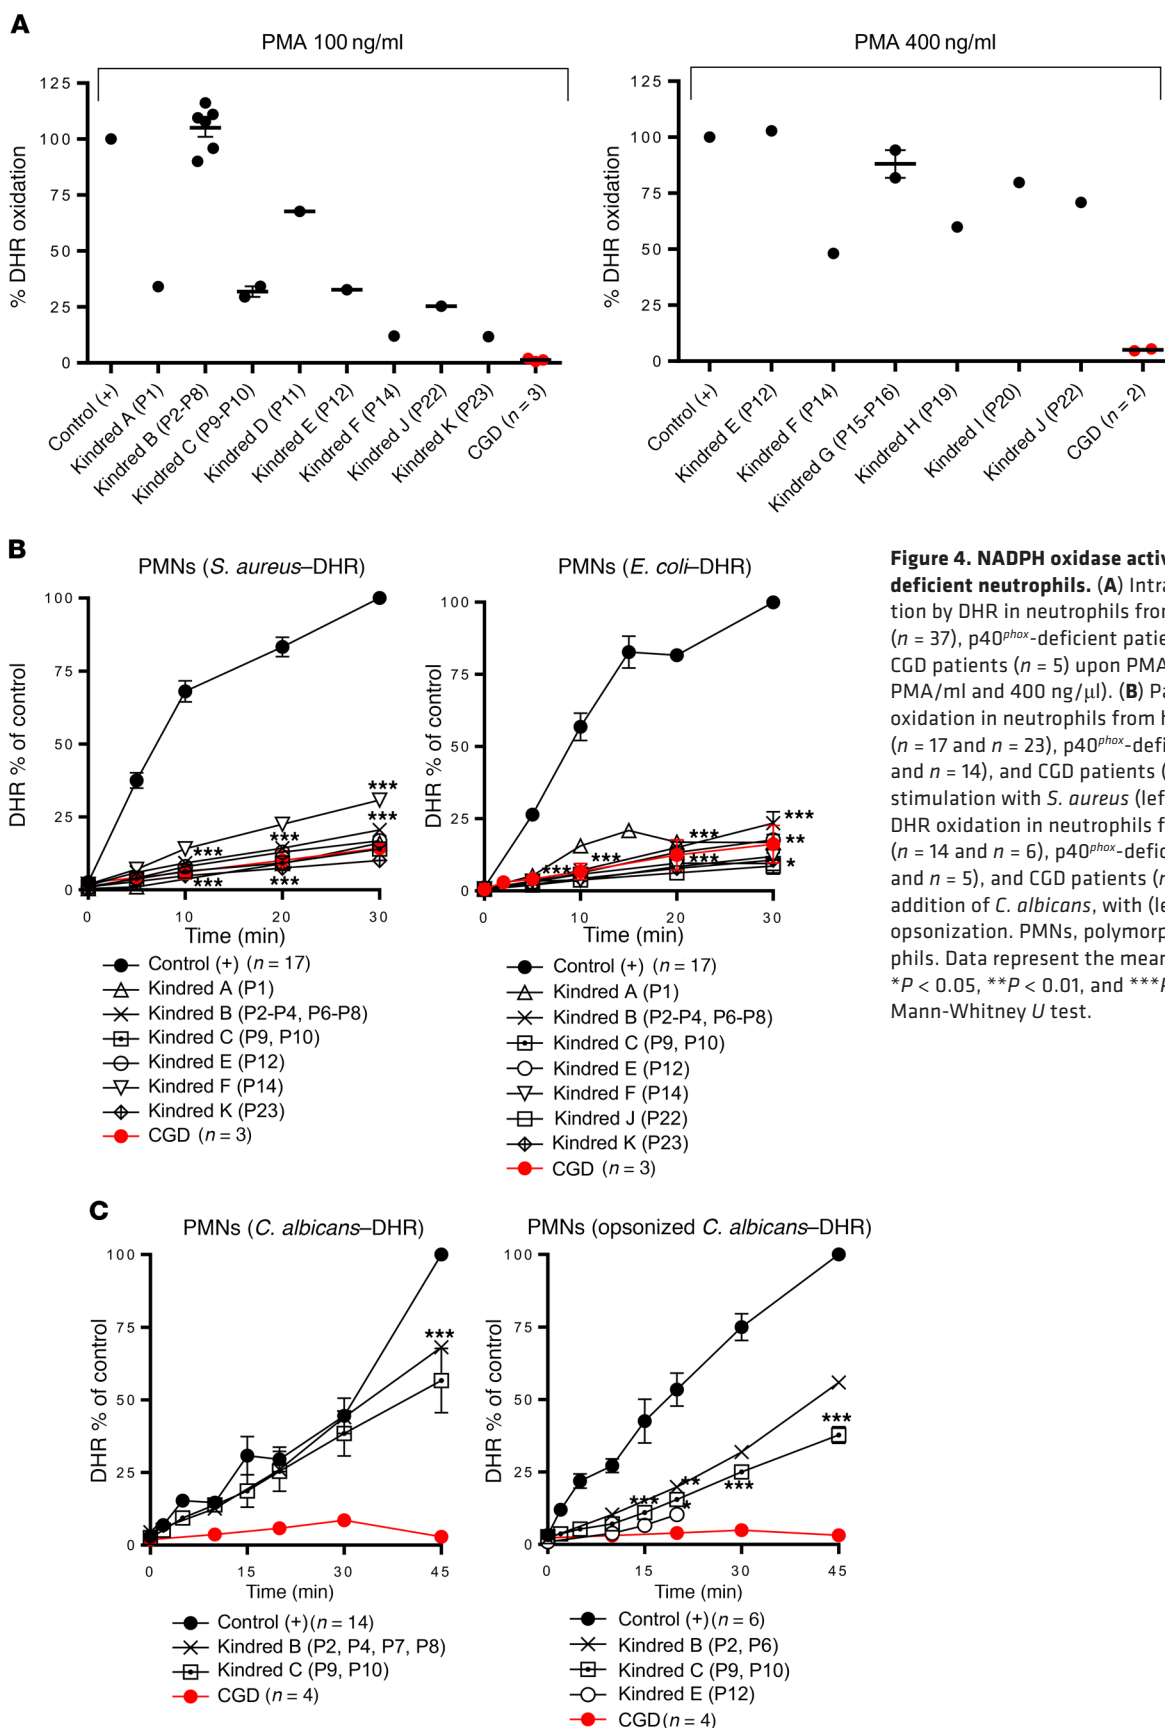 A
PMA 100 ng/ml
PMA 400 ng/ml
% DHR oxidation
125
100
75
50
25
0
Control (+)
Kindred A (P1)
Kindred B (P2-P8)
Kindred C (P9-P10)
Kindred D (P11)
Kindred E (P12)
Kindred F (P14)
Kindred J (P22)
Kindred K (P23)
CGD (n = 3)
% DHR oxidation
125
100
75
50
25
0
Control (+)
Kindred E (P12)
Kindred F (P14)
Kindred G (P15-P16)
Kindred H (P19)
Kindred I (P20)
Kindred J (P22)
CGD (n = 2)
B
PMNs (S. aureus–DHR)
DHR % of control
100
75
50
25
0
***
***
***
***
***
***
0 10 20 30
Time (min)
Control (+) (n = 17)
Kindred A (P1)
Kindred B (P2-P4, P6-P8)
Kindred C (P9, P10)
Kindred E (P12)
Kindred F (P14)
Kindred K (P23)
CGD (n = 3)
PMNs (E. coli–DHR)
DHR % of control
100
75
50
25
0
***
***
***
***
***
**
*
0 10 20 30
Time (min)
Control (+) (n = 17)
Kindred A (P1)
Kindred B (P2-P4, P6-P8)
Kindred C (P9, P10)
Kindred E (P12)
Kindred F (P14)
Kindred J (P22)
Kindred K (P23)
CGD (n = 3)
Figure 4. NADPH oxidase activ
deficient neutrophils. (A) Intra
tion by DHR in neutrophils from
(n = 37), p40phox-deficient patie
CGD patients (n = 5) upon PMA
PMA/ml and 400 ng/μl). (B) Pa
oxidation in neutrophils from h
(n = 17 and n = 23), p40phox-defi
and n = 14), and CGD patients (
stimulation with S. aureus (lef
DHR oxidation in neutrophils f
(n = 14 and n = 6), p40phox-defic
and n = 5), and CGD patients (n
addition of C. albicans, with (le
opsonization. PMNs, polymorp
phils. Data represent the mear
*P < 0.05, **P < 0.01, and ***P
Mann-Whitney U test.
C
PMNs (C. albicans–DHR)
DHR % of control
100
75
50
25
0
***
0 15 30 45
Time (min)
Control (+)(n = 14)
Kindred B (P2, P4, P7, P8)
Kindred C (P9, P10)
CGD (n = 4)
PMNs (opsonized C. albicans–DHR)
DHR % of control
100
75
50
25
0
***
**
*
***
***
0 15 30 45
Time (min)
Control (+)(n = 6)
Kindred B (P2, P6)
Kindred C (P9, P10)
Kindred E (P12)
CGD(n = 4)